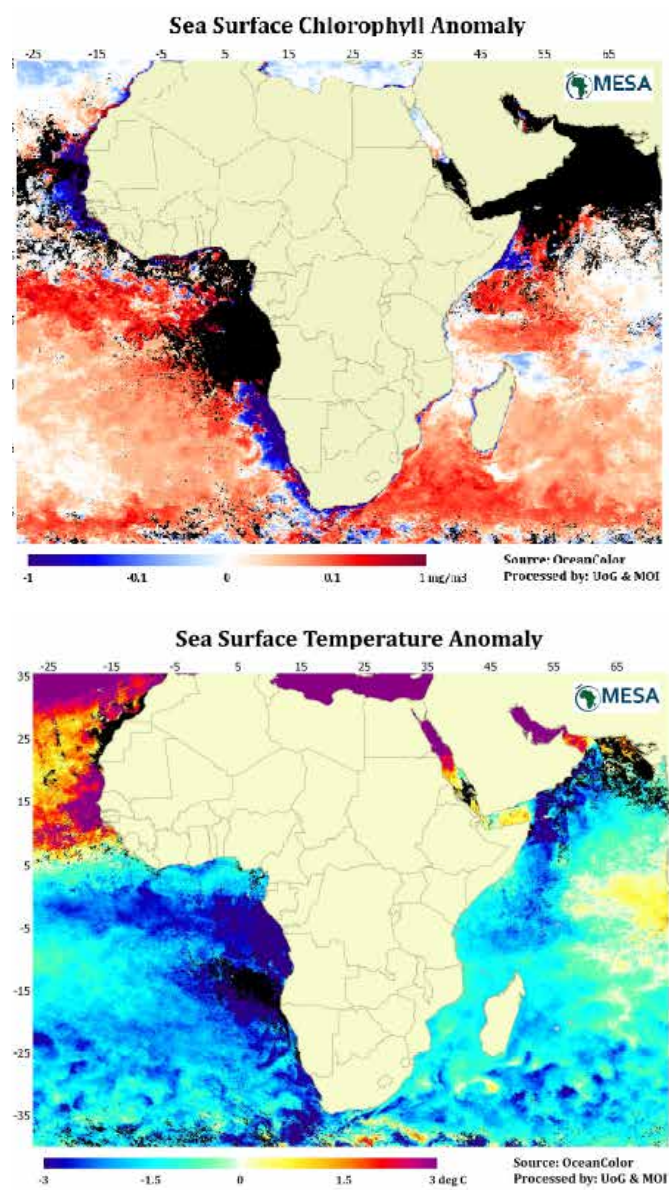 Sea Surface Chlorophyll Anomaly
-25 -15 -5 5 15 25 35 45 55 65
MESA
-1 -0.1 0 0.1 1 mg/m3
Source: OceanColor
Processed by: UoG & MOI
Sea Surface Temperature Anomaly
-25 -15 -5 5 15 25 35 45 55 65
35
MESA
25
15
5
-5
-15
-25
-35
-3 -1.5 0 1.5 3 deg C
Source: OceanColor
Processed by: UoG & MOI